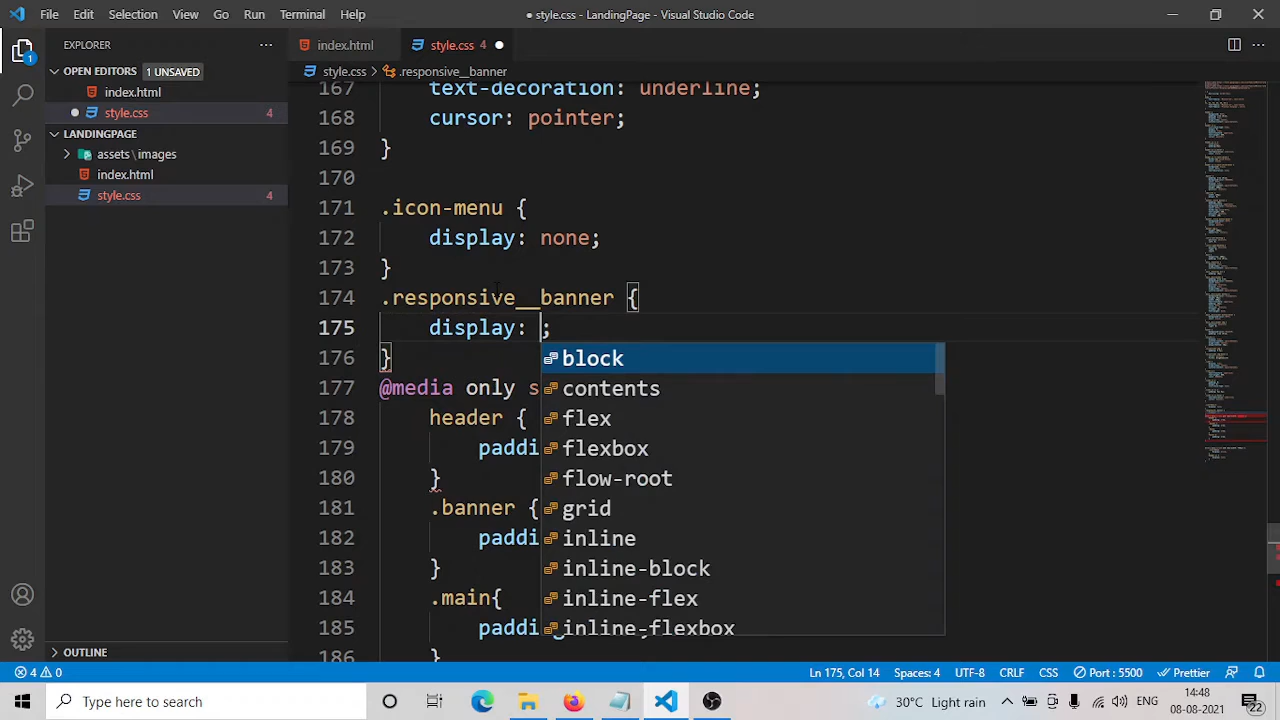 File Edit Selection View Go Run Terminal Help
style.css - LandingPage - Visual Studio Code
EXPLORER
index.html
style.css 4
OPEN EDITORS 1 UNSAVED
style.css > .responsive__banner
index.html
style.css 4
LANDINGPAGE
assets \ images
index.html
style.css 4
OUTLINE
167 text-decoration: underline;
168 cursor: pointer;
169 }
170
171 .icon-menu {
172 display: none;
173 }
174 .responsive__banner {
175 display: ;
176 }
177 @media only s
178 header {
179 paddi
180 }
181 .banner {
182 paddi
183 }
184 .main{
185 paddi
186 }
block
contents
flex
flexbox
flow-root
grid
inline
inline-block
inline-flex
inline-flexbox
1
4 0
Ln 175, Col 14 Spaces: 4 UTF-8 CRLF CSS Port : 5500 Prettier
Type here to search
30°C Light rain
ENG
14:48
08-08-2021
22